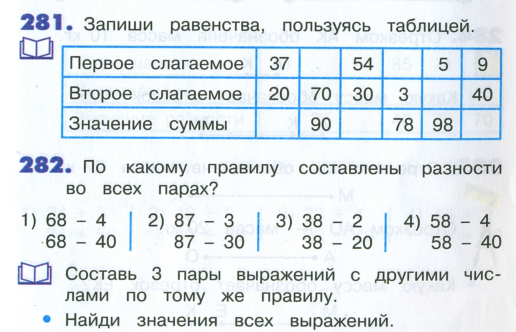 281. Запиши равенства, пользуясь таблицей.
Первое слагаемое 37 54 5 9
Второе слагаемое 20 70 30 3 40
Значение суммы 90 78 98
282. По какому правилу составлены разности
во всех парах?
1) 68 – 4 2) 87 – 3 3) 38 – 2 4) 58 – 4
68 – 40 87 – 30 38 – 20 58 – 40
Составь 3 пары выражений с другими чис-
лами по тому же правилу.
• Найди значения всех выражений.